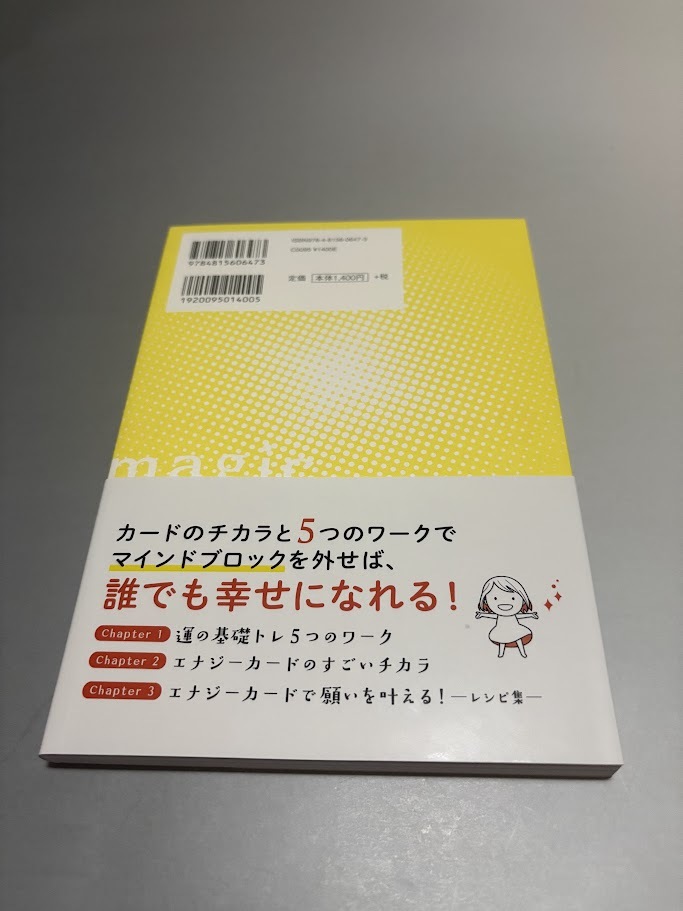 9784815606473
ISBN978-4-8156-0647-3
C0095 ¥1400E
1920095014005
定価 本体1,400円 +税
magic
カードのチカラと5つのワークで
マインドブロックを外せば、
誰でも幸せになれる!
Chapter 1 運の基礎トレ5つのワーク
Chapter 2 エナジーカードのすごいチカラ
Chapter 3 エナジーカードで願いを叶える!―レシピ集―